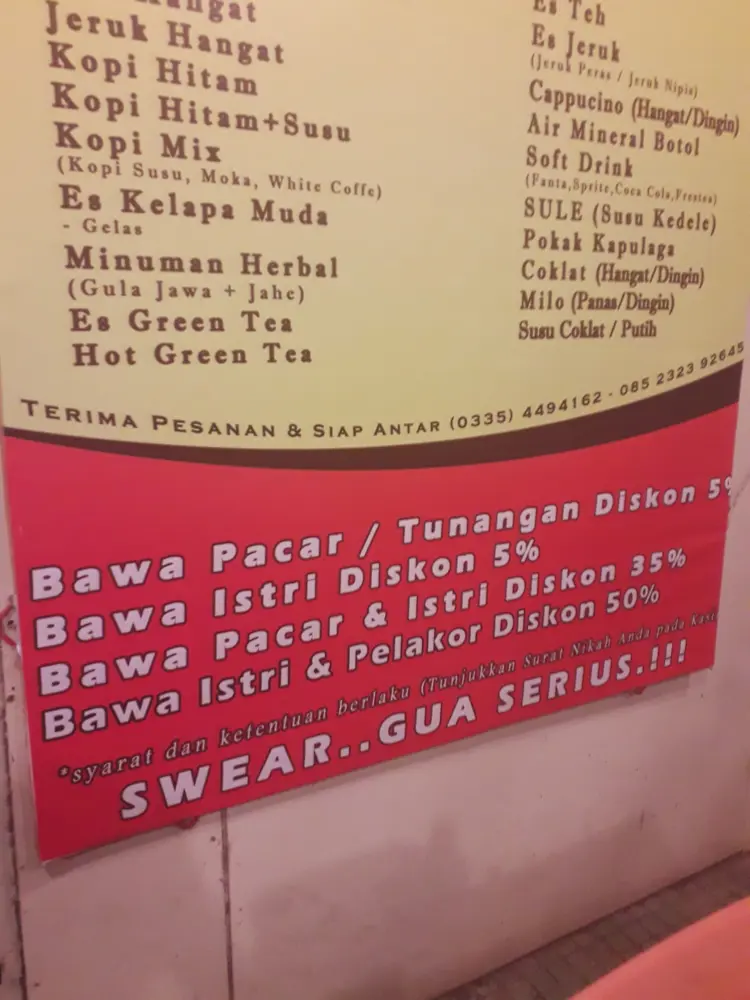 Hangat
Jeruk Hangat
Kopi Hitam
Kopi Hitam+Susu
Kopi Mix
(Kopi Susu, Moka, White Coffe)
Es Kelapa Muda
- Gelas
Minuman Herbal
(Gula Jawa + Jahe)
Es Green Tea
Hot Green Tea
Es Teh
Es Jeruk
(Jeruk Peras / Jeruk Nipis)
Cappucino (Hangat/Dingin)
Air Mineral Botol
Soft Drink
(Fanta,Sprite,Coca Cola,Frestea)
SULE (Susu Kedele)
Pokak Kapulaga
Coklat (Hangat/Dingin)
Milo (Panas/Dingin)
Susu Coklat / Putih
TERIMA PESANAN & SIAP ANTAR (0335) 4494162 - 085 2323 92645
Bawa Pacar / Tunangan Diskon 5%
Bawa Istri Diskon 5%
Bawa Pacar & Istri Diskon 35%
Bawa Istri & Pelakor Diskon 50%
*syarat dan ketentuan berlaku (Tunjukkan Surat Nikah Anda pada Kasir
SWEAR..GUA SERIUS.!!!